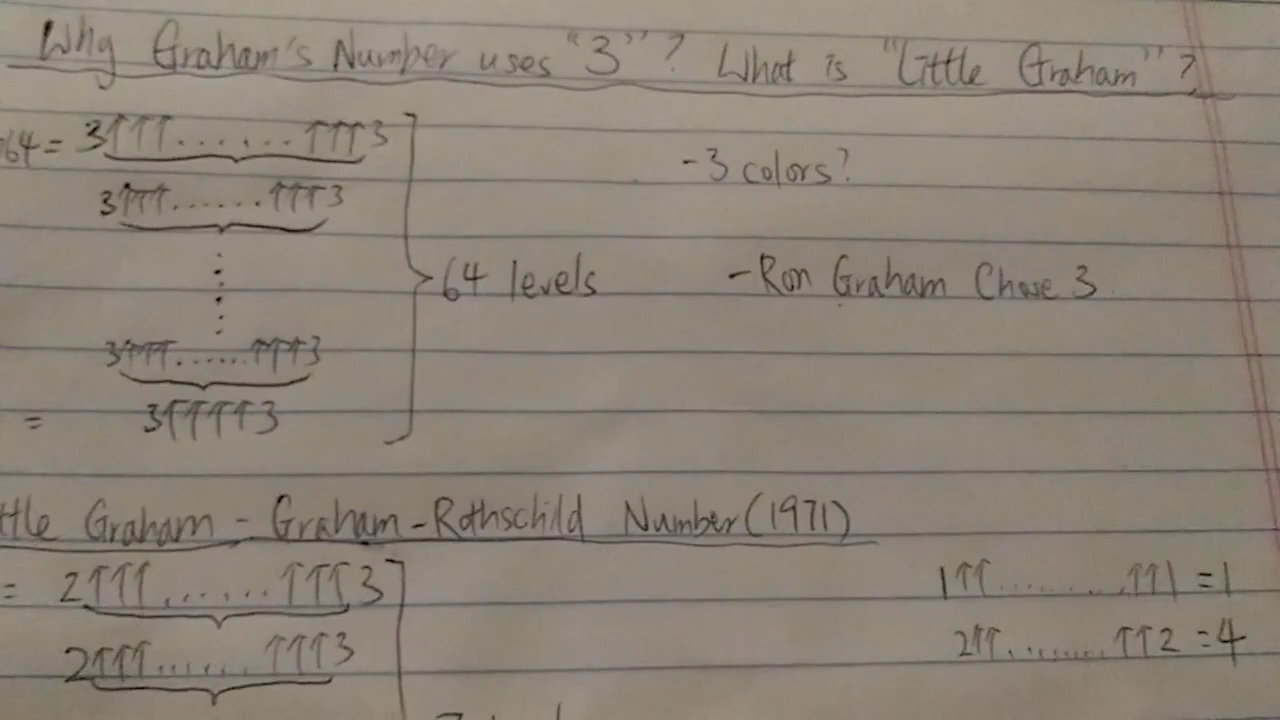 Why Graham's Number uses "3"? What is "Little Graham"?
64 = 3↑↑↑......↑↑↑3
- 3 colors?
3↑↑↑......↑↑↑3
64 levels
- Ron Graham Chose 3
3↑↑↑......↑↑↑3
= 3↑↑↑↑3
ttle Graham - Graham-Rothschild Number (1971)
= 2↑↑↑......↑↑↑3
1↑↑..........↑↑1 = 1
2↑↑↑......↑↑↑3
2↑↑.........↑↑2 = 4